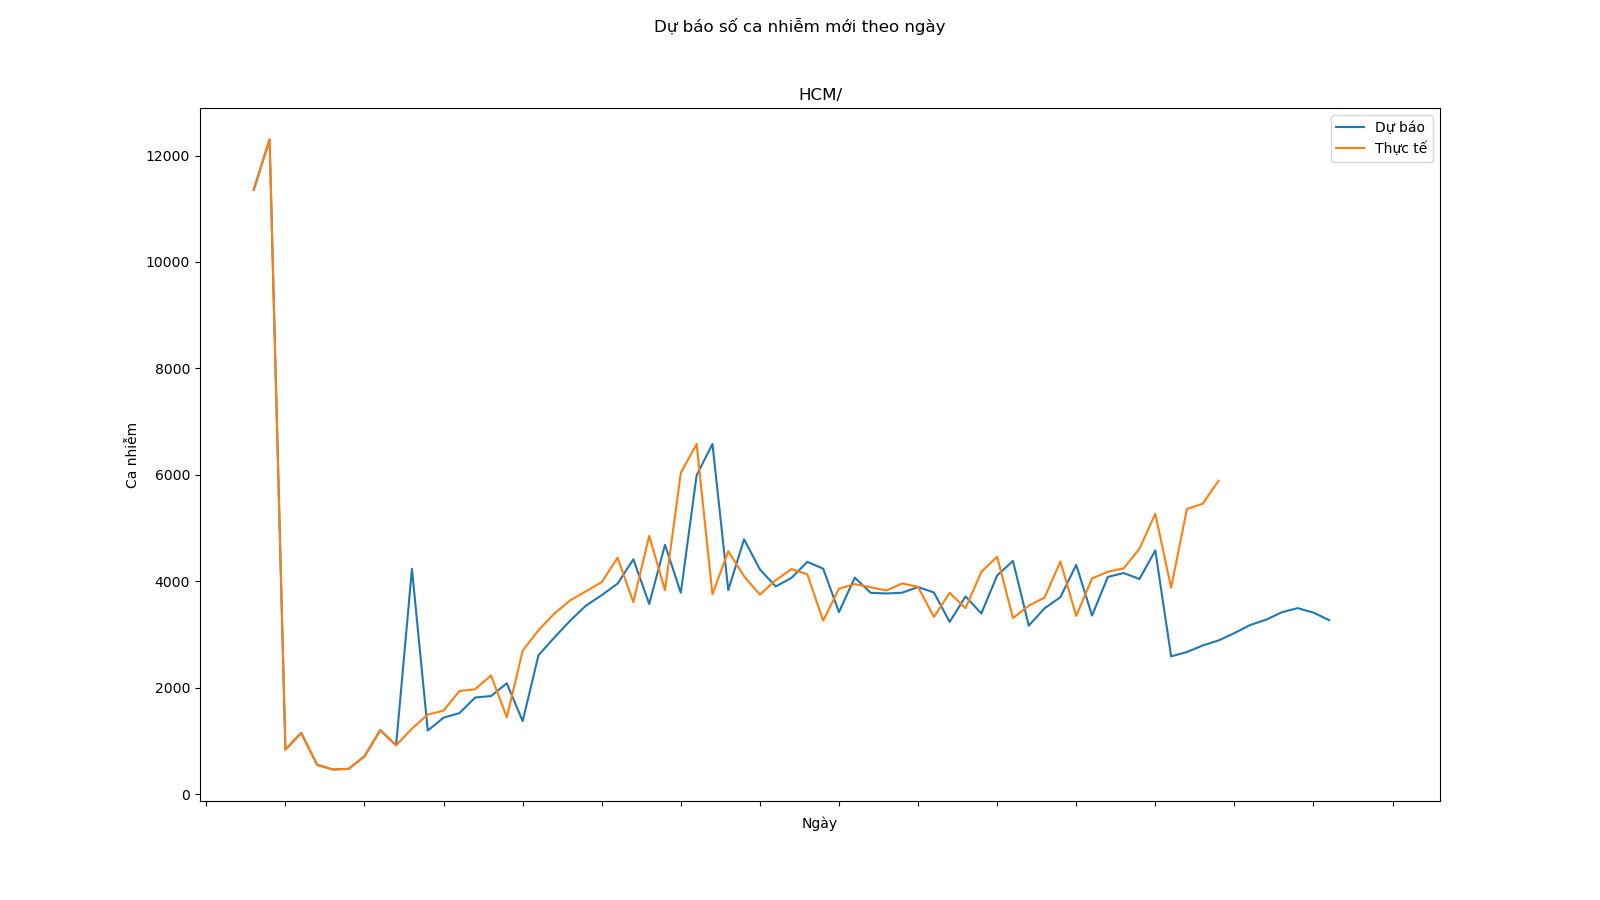 Dự báo số ca nhiễm mới theo ngày
HCM/
Dự báo
Thực tế
12000
10000
8000
6000
4000
2000
0
Ca nhiễm
Ngày